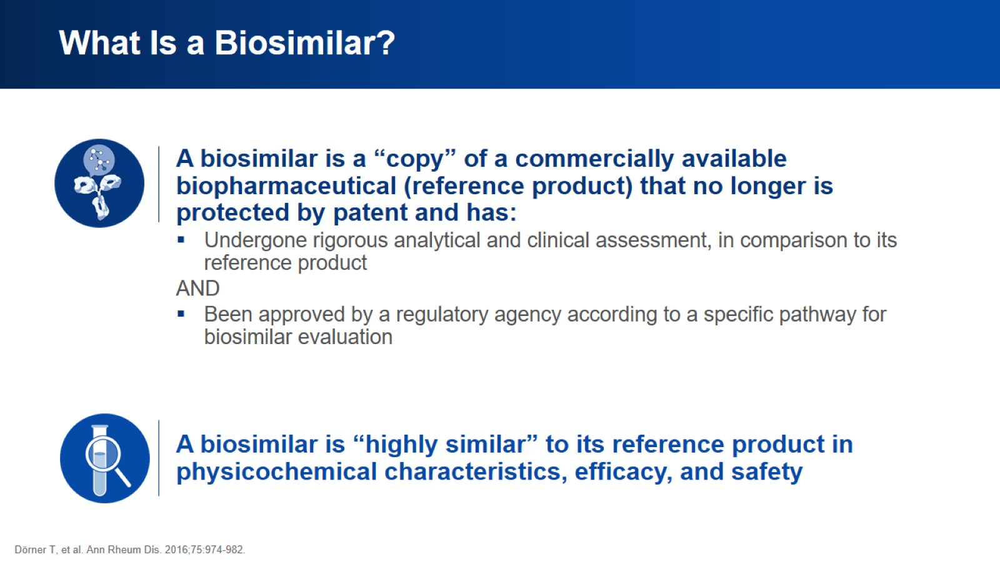 What Is a Biosimilar?
A biosimilar is a “copy” of a commercially available
biopharmaceutical (reference product) that no longer is
protected by patent and has:
▪ Undergone rigorous analytical and clinical assessment, in comparison to its
reference product
AND
▪ Been approved by a regulatory agency according to a specific pathway for
biosimilar evaluation
A biosimilar is “highly similar” to its reference product in
physicochemical characteristics, efficacy, and safety
Dörner T, et al. Ann Rheum Dis. 2016;75:974-982.